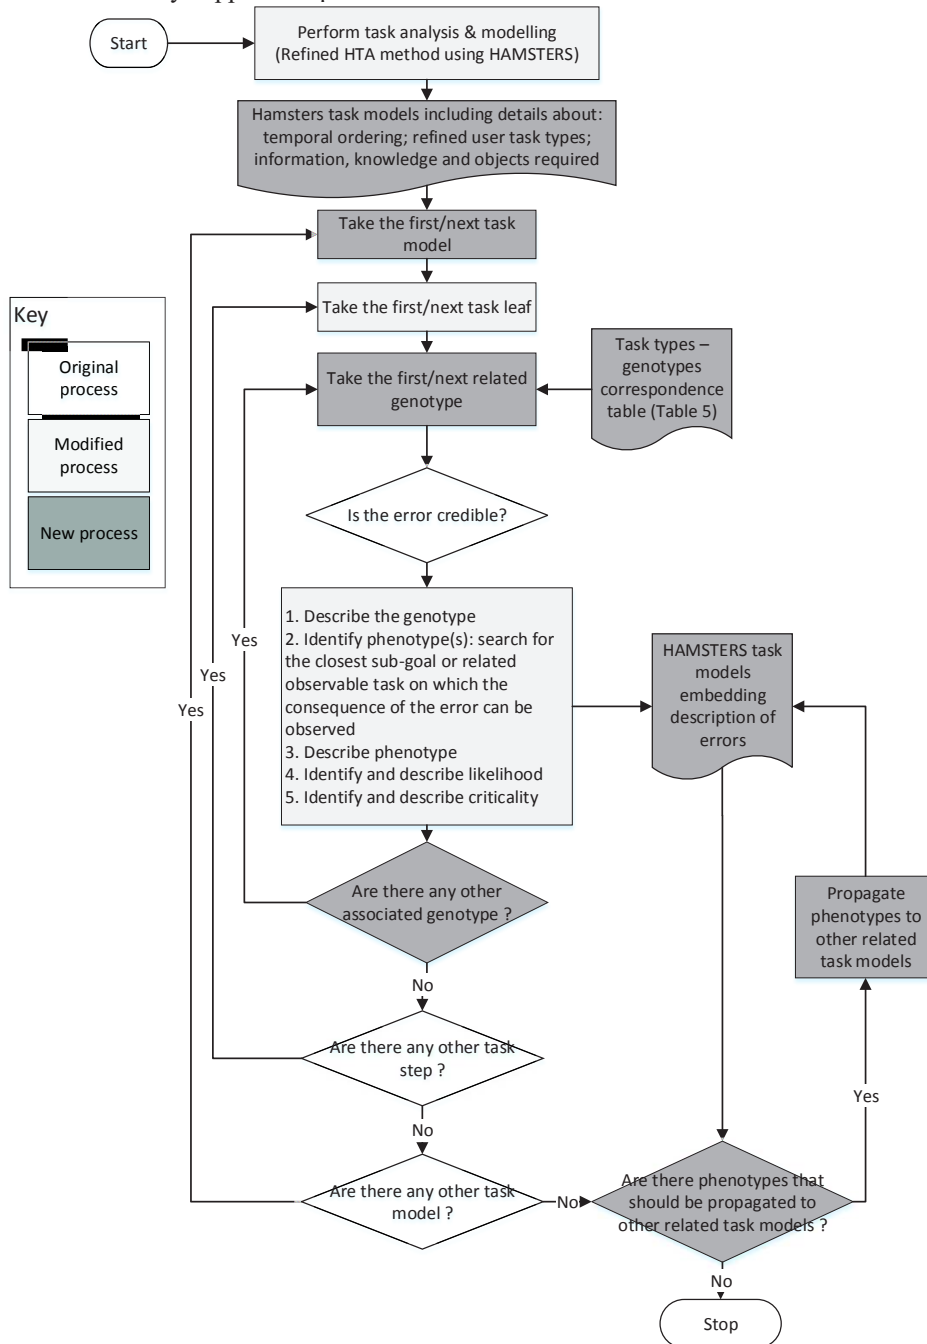 Start
Perform task analysis & modelling
(Refined HTA method using HAMSTERS)
Hamsters task models including details about:
temporal ordering; refined user task types;
information, knowledge and objects required
Take the first/next task
model
Take the first/next task leaf
Take the first/next related
genotype
Task types –
genotypes
correspondence
table (Table 5)
Key
Original
process
Modified
process
New process
Is the error credible?
1. Describe the genotype
2. Identify phenotype(s): search for
the closest sub-goal or related
observable task on which the
consequence of the error can be
observed
3. Describe phenotype
4. Identify and describe likelihood
5. Identify and describe criticality
HAMSTERS task
models
embedding
description of
errors
Yes
Yes
Yes
Are there any other
associated genotype ?
Propagate
phenotypes to
other related
task models
No
Are there any other task
step ?
Yes
No
Are there any other task
model ?
No
Are there phenotypes that
should be propagated to
other related task models ?
No
Stop